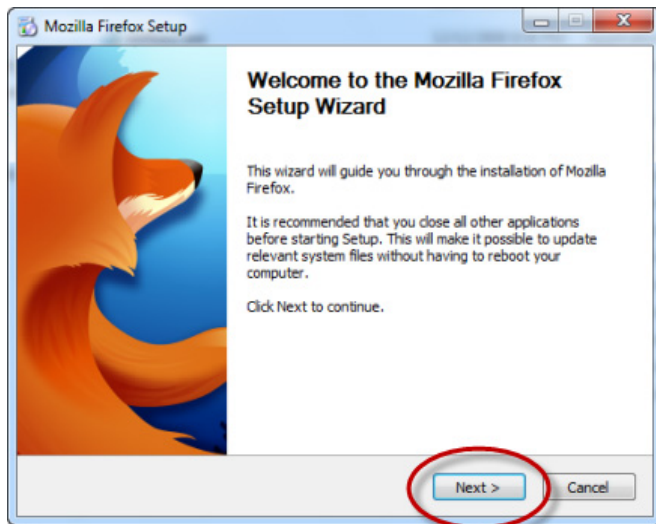 Mozilla Firefox Setup
Welcome to the Mozilla Firefox
Setup Wizard
This wizard will guide you through the installation of Mozilla
Firefox.
It is recommended that you close all other applications
before starting Setup. This will make it possible to update
relevant system files without having to reboot your
computer.
Click Next to continue.
Next >
Cancel